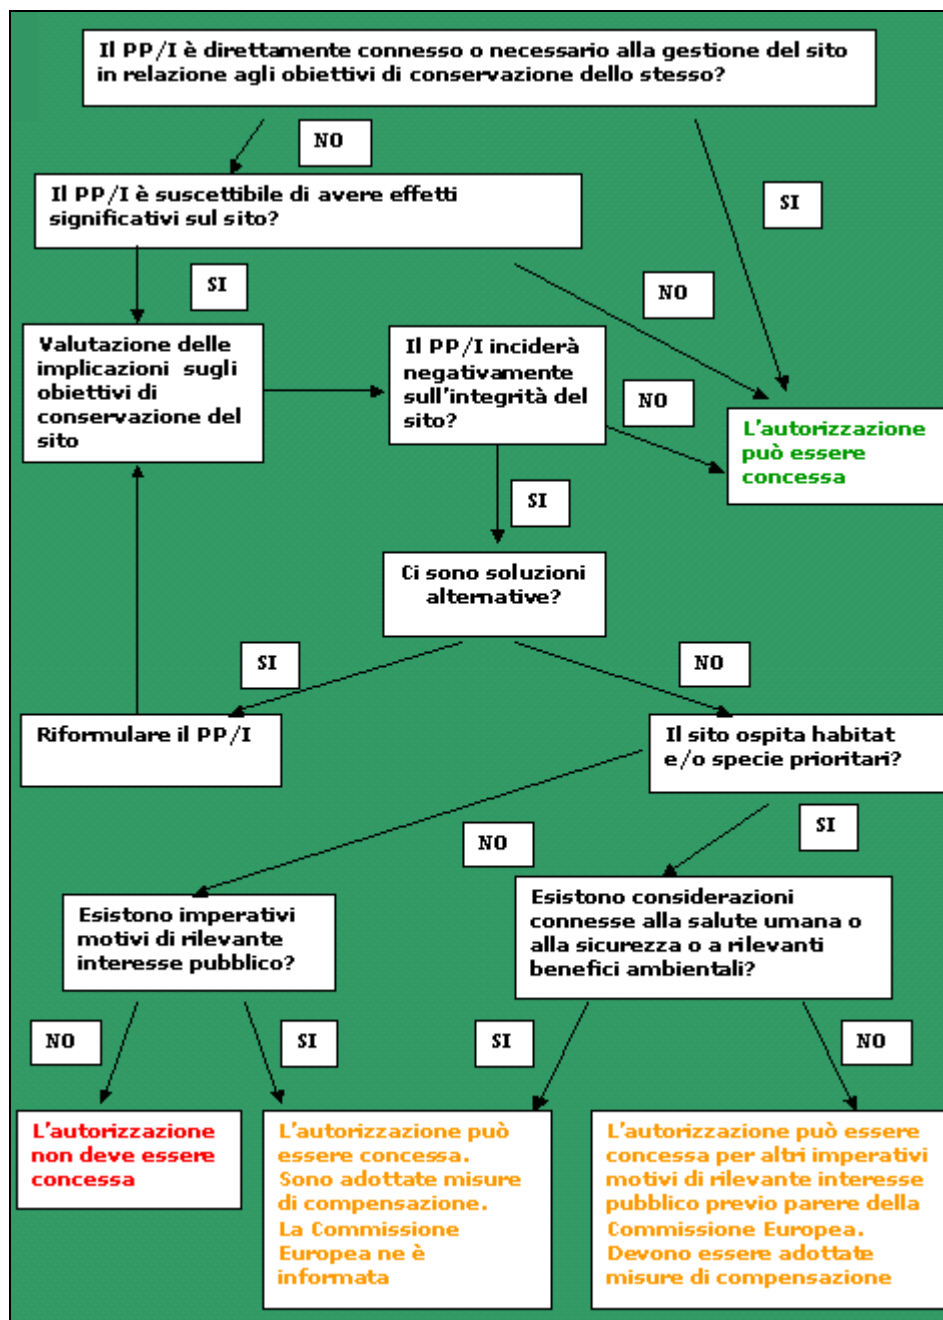 Il PP/I è direttamente connesso o necessario alla gestione del sito
in relazione agli obiettivi di conservazione dello stesso?
NO
Il PP/I è suscettibile di avere effetti
significativi sul sito?
SI
SI
NO
Valutazione delle
implicazioni sugli
obiettivi di
conservazione del
sito
Il PP/I inciderà
negativamente
sull'integrità del
sito?
NO
L'autorizzazione
può essere
concessa
SI
Ci sono soluzioni
alternative?
SI
NO
Riformulare il PP/I
Il sito ospita habitat
e/o specie prioritari?
NO
SI
Esistono imperativi
motivi di rilevante
interesse pubblico?
Esistono considerazioni
connesse alla salute umana o
alla sicurezza o a rilevanti
benefici ambientali?
NO
SI
SI
NO
L'autorizzazione
non deve essere
concessa
L'autorizzazione può
essere concessa.
Sono adottate misure
di compensazione.
La Commissione
Europea ne è
informata
L'autorizzazione può essere
concessa per altri imperativi
motivi di rilevante interesse
pubblico previo parere della
Commissione Europea.
Devono essere adottate
misure di compensazione